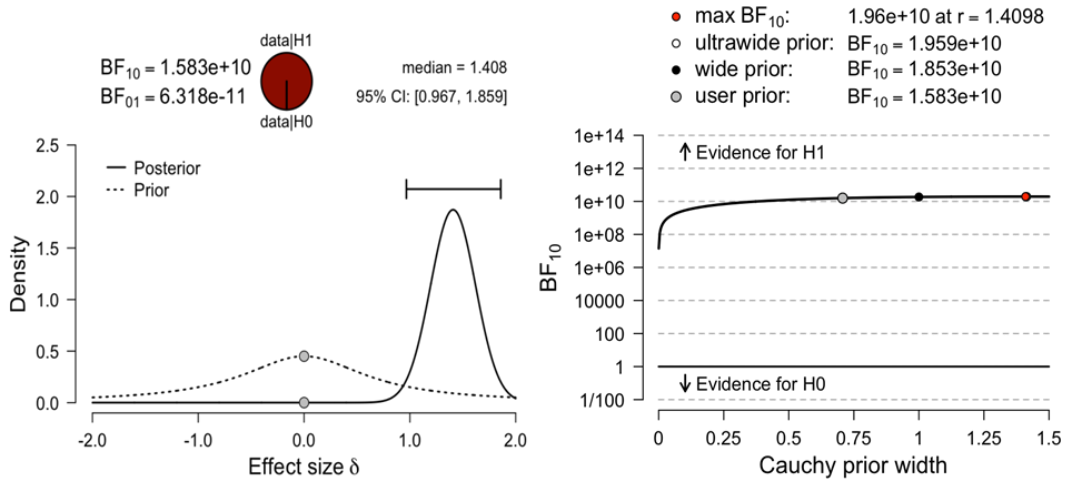 data|H1
BF10 = 1.583e+10
BF01 = 6.318e-11
data|H0
median = 1.408
95% CI: [0.967, 1.859]
2.5
2.0
1.5
1.0
0.5
0.0
Density
Posterior
Prior
-2.0 -1.0 0.0 1.0 2.0
Effect size δ
max BF10: 1.96e+10 at r = 1.4098
ultrawide prior: BF10 = 1.959e+10
wide prior: BF10 = 1.853e+10
user prior: BF10 = 1.583e+10
1e+14
1e+12
1e+10
1e+08
1e+06
10000
100
1
1/100
BF10
↑ Evidence for H1
↓ Evidence for H0
0 0.25 0.5 0.75 1 1.25 1.5
Cauchy prior width